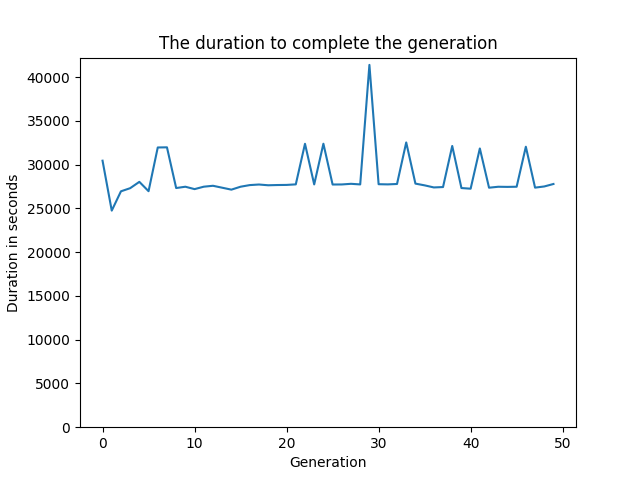 The duration to complete the generation
40000
35000
30000
25000
20000
15000
10000
5000
0
Duration in seconds
0 10 20 30 40 50
Generation